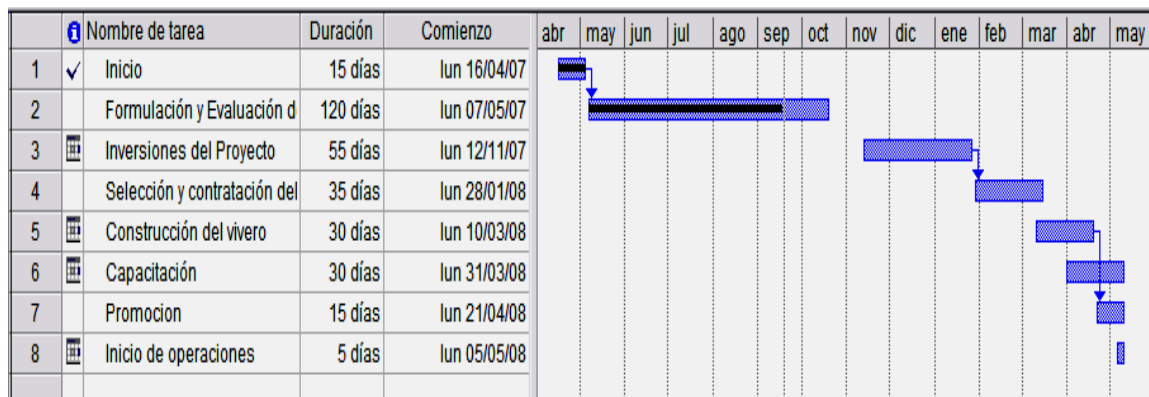 Nombre de tarea Duración Comienzo abr may jun jul ago sep oct nov dic ene feb mar abr may
1 Inicio 15 días lun 16/04/07
2 Formulación y Evaluación d 120 días lun 07/05/07
3 Inversiones del Proyecto 55 días lun 12/11/07
4 Selección y contratación del 35 días lun 28/01/08
5 Construcción del vivero 30 días lun 10/03/08
6 Capacitación 30 días lun 31/03/08
7 Promocion 15 días lun 21/04/08
8 Inicio de operaciones 5 días lun 05/05/08